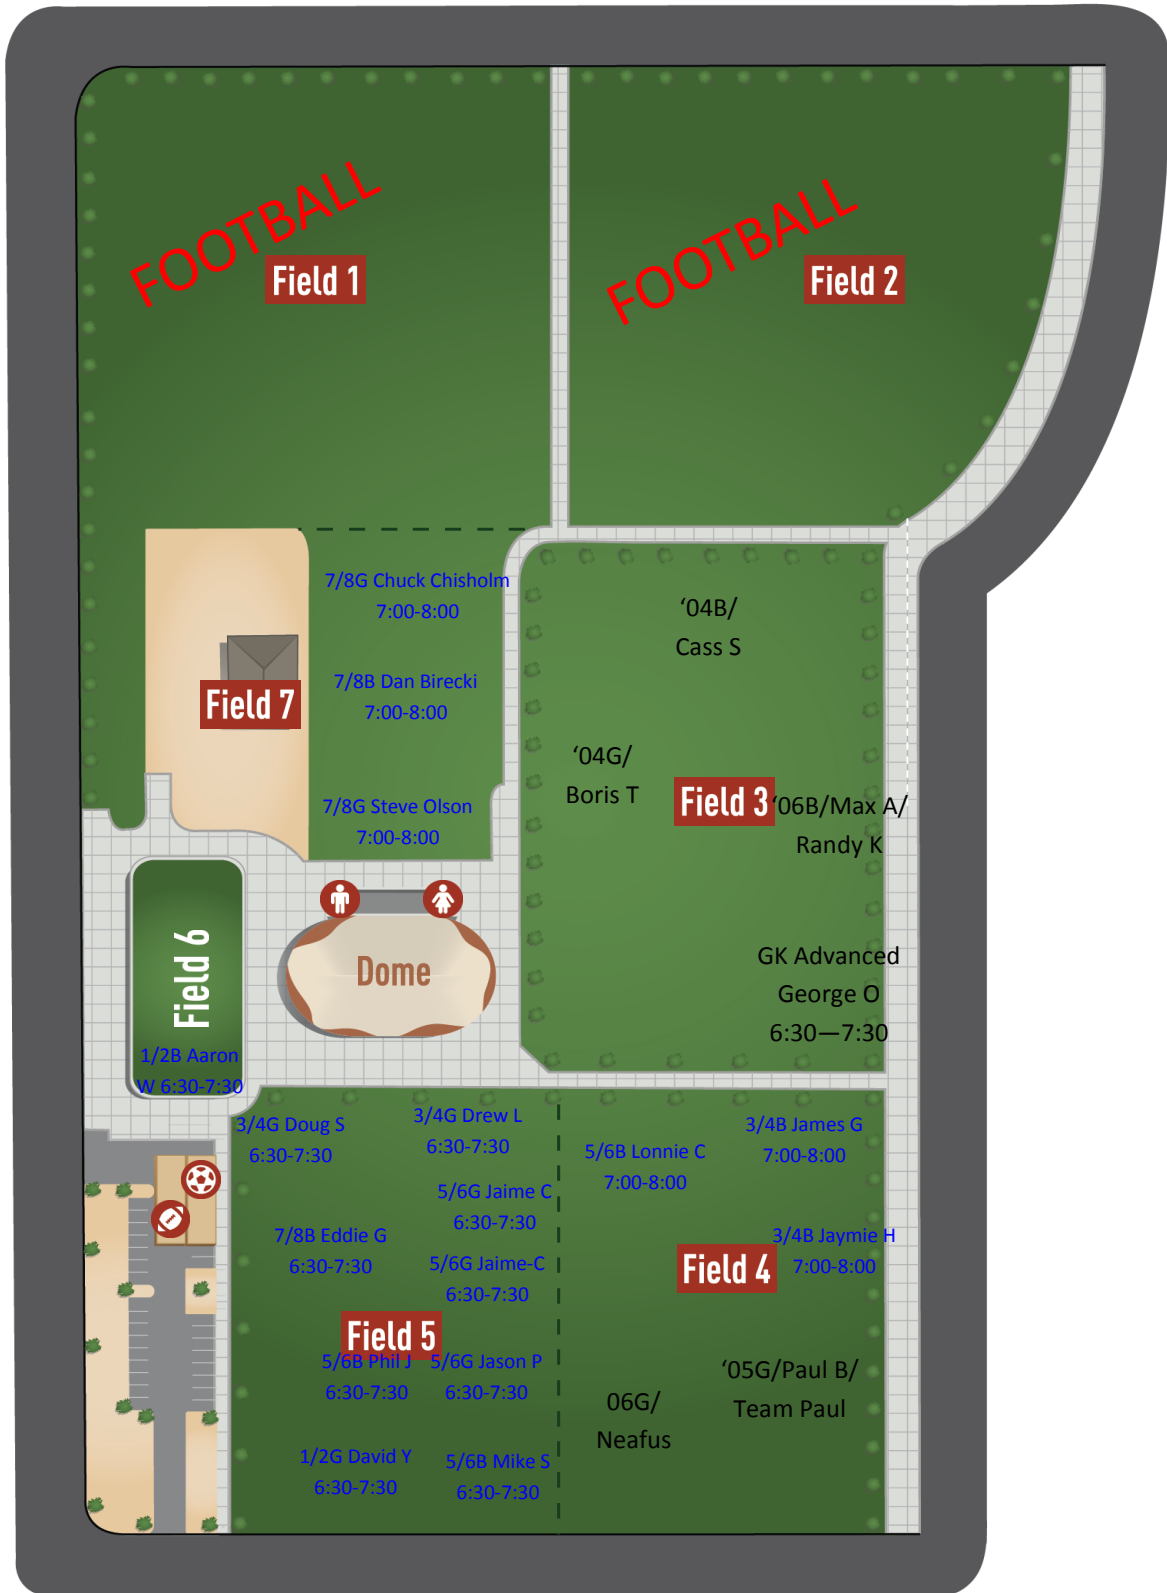 FOOTBALL
Field 1
FOOTBALL
Field 2
7/8G Chuck Chisholm
7:00-8:00
7/8B Dan Birecki
7:00-8:00
Field 7
7/8G Steve Olson
7:00-8:00
‘04B/
Cass S
‘04G/
Boris T
Field 3
‘06B/Max A/
Randy K
GK Advanced
George O
6:30—7:30
Field 6
1/2B Aaron
W 6:30-7:30
Dome
3/4G Doug S
6:30-7:30
3/4G Drew L
6:30-7:30
5/6G Jaime C
6:30-7:30
7/8B Eddie G
6:30-7:30
5/6G Jaime-C
6:30-7:30
Field 5
5/6B Phil J
6:30-7:30
5/6G Jason P
6:30-7:30
1/2G David Y
6:30-7:30
5/6B Mike S
6:30-7:30
5/6B Lonnie C
7:00-8:00
3/4B James G
7:00-8:00
3/4B Jaymie H
7:00-8:00
Field 4
‘05G/Paul B/
Team Paul
06G/
Neafus